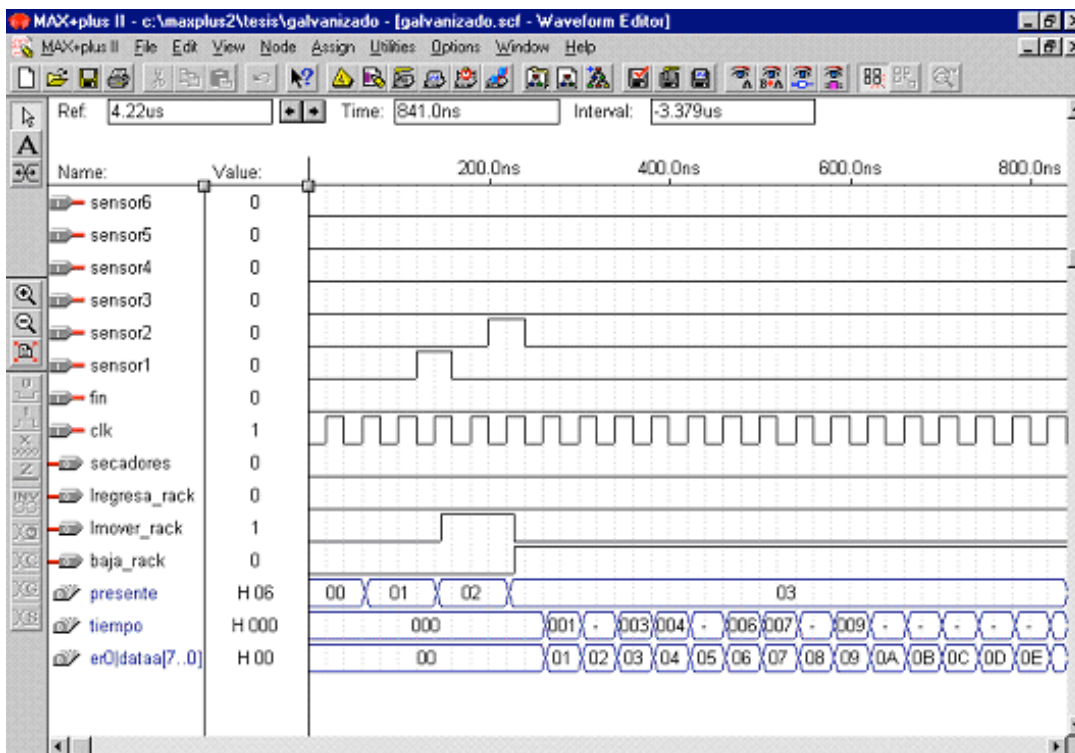 MAX+plus II - c:\maxplus2\tesis\galvanizado - [galvanizado.scf - Waveform Editor]
MAX+plus II File Edit View Node Assign Utilities Options Window Help
Ref: 4.22us Time: 841.0ns Interval: -3.379us
A
Name: Value: 200.0ns 400.0ns 600.0ns 800.0ns
sensor6 0
sensor5 0
sensor4 0
sensor3 0
sensor2 0
sensor1 0
fin 0
clk 1
secadores 0
lregresa_rack 0
lmover_rack 1
baja_rack 0
presente H 06 00 01 02 03
tiempo H 000 000 001 - 003 004 - 006 007 - 009 - - - - -
er0|dataa[7..0] H 00 00 01 02 03 04 05 06 07 08 09 0A 0B 0C 0D 0E